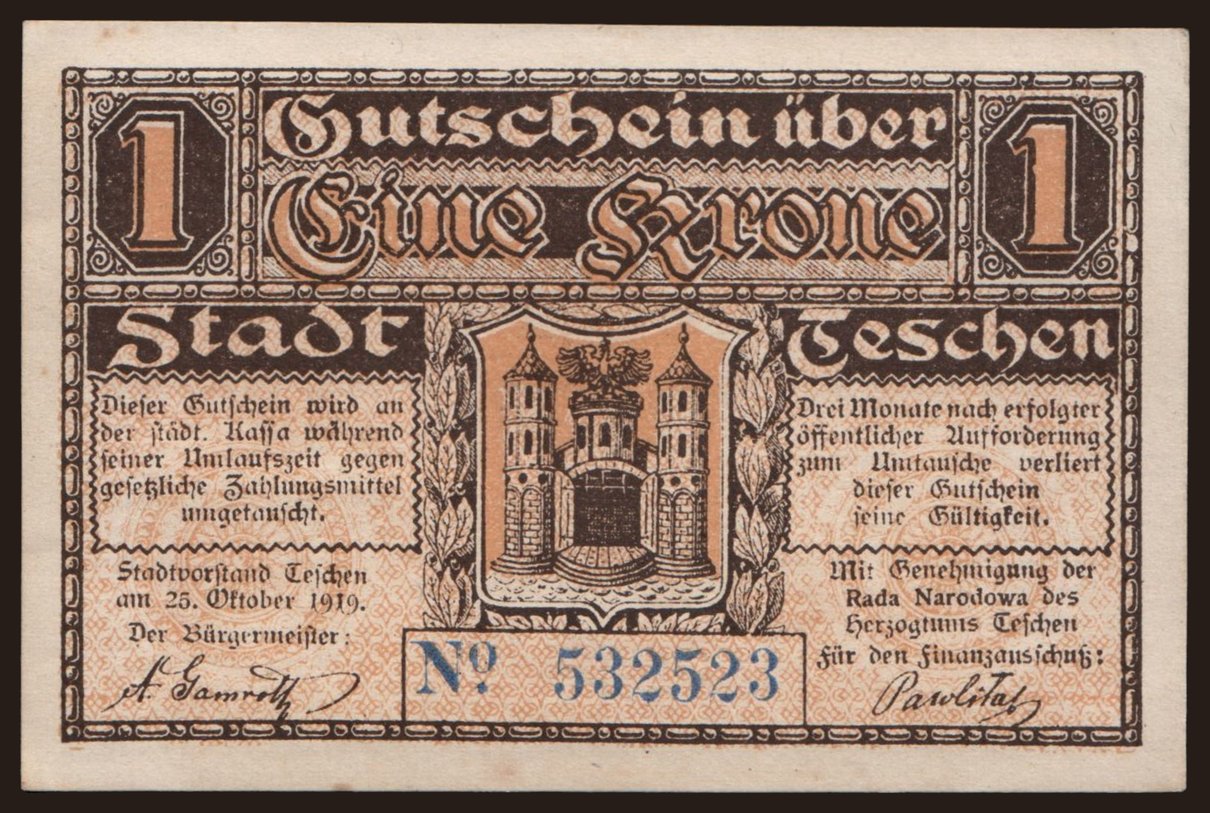 1 Gutschein über 1
Eine Krone
Stadt Teschen
Dieser Gutschein wird an
der städt. Kassa während
seiner Umlaufszeit gegen
gesetzliche Zahlungsmittel
umgetauscht.
Stadtvorstand Teschen
am 25. Oktober 1919.
Der Bürgermeister:
A. Gamroth
Drei Monate nach erfolgter
öffentlicher Aufforderung
zum Umtausche verliert
dieser Gutschein
seine Gültigkeit.
Mit Genehmigung der
Rada Narodowa des
Herzogtums Teschen
Für den Finanzausschuß:
No. 532523